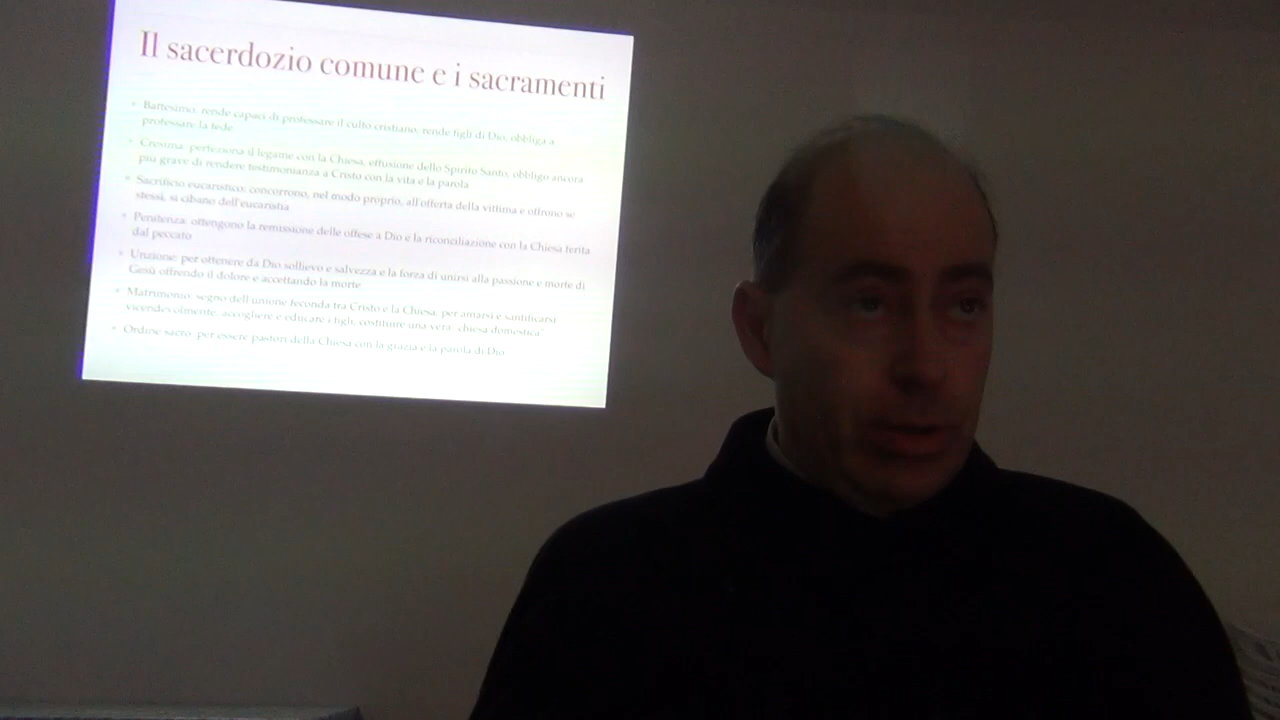 Il sacerdozio comune e i sacramenti
Battesimo: rende capaci di professare il culto cristiano, rende figli di Dio, obbliga a
professare la fede
Cresima: perfeziona il legame con la Chiesa, effusione dello Spirito Santo, obbligo ancora
più grave di rendere testimonianza a Cristo con la vita e la parola
Sacrificio eucaristico: concorrono, nel modo proprio, all'offerta della vittima e offrono se
stessi, si cibano dell'eucaristia
Penitenza: ottengono la remissione delle offese a Dio e la riconciliazione con la Chiesa ferita
dal peccato
Unzione: per ottenere da Dio sollievo e salvezza e la forza di unirsi alla passione e morte di
Gesù offrendo il dolore e accettando la morte
Matrimonio: segno dell'unione feconda tra Cristo e la Chiesa, per amarsi e santificarsi
vicendevolmente, accogliere e educare i figli, costituire una vera "chiesa domestica"
Ordine sacro: per essere pastori della Chiesa con la grazia e la parola di Dio